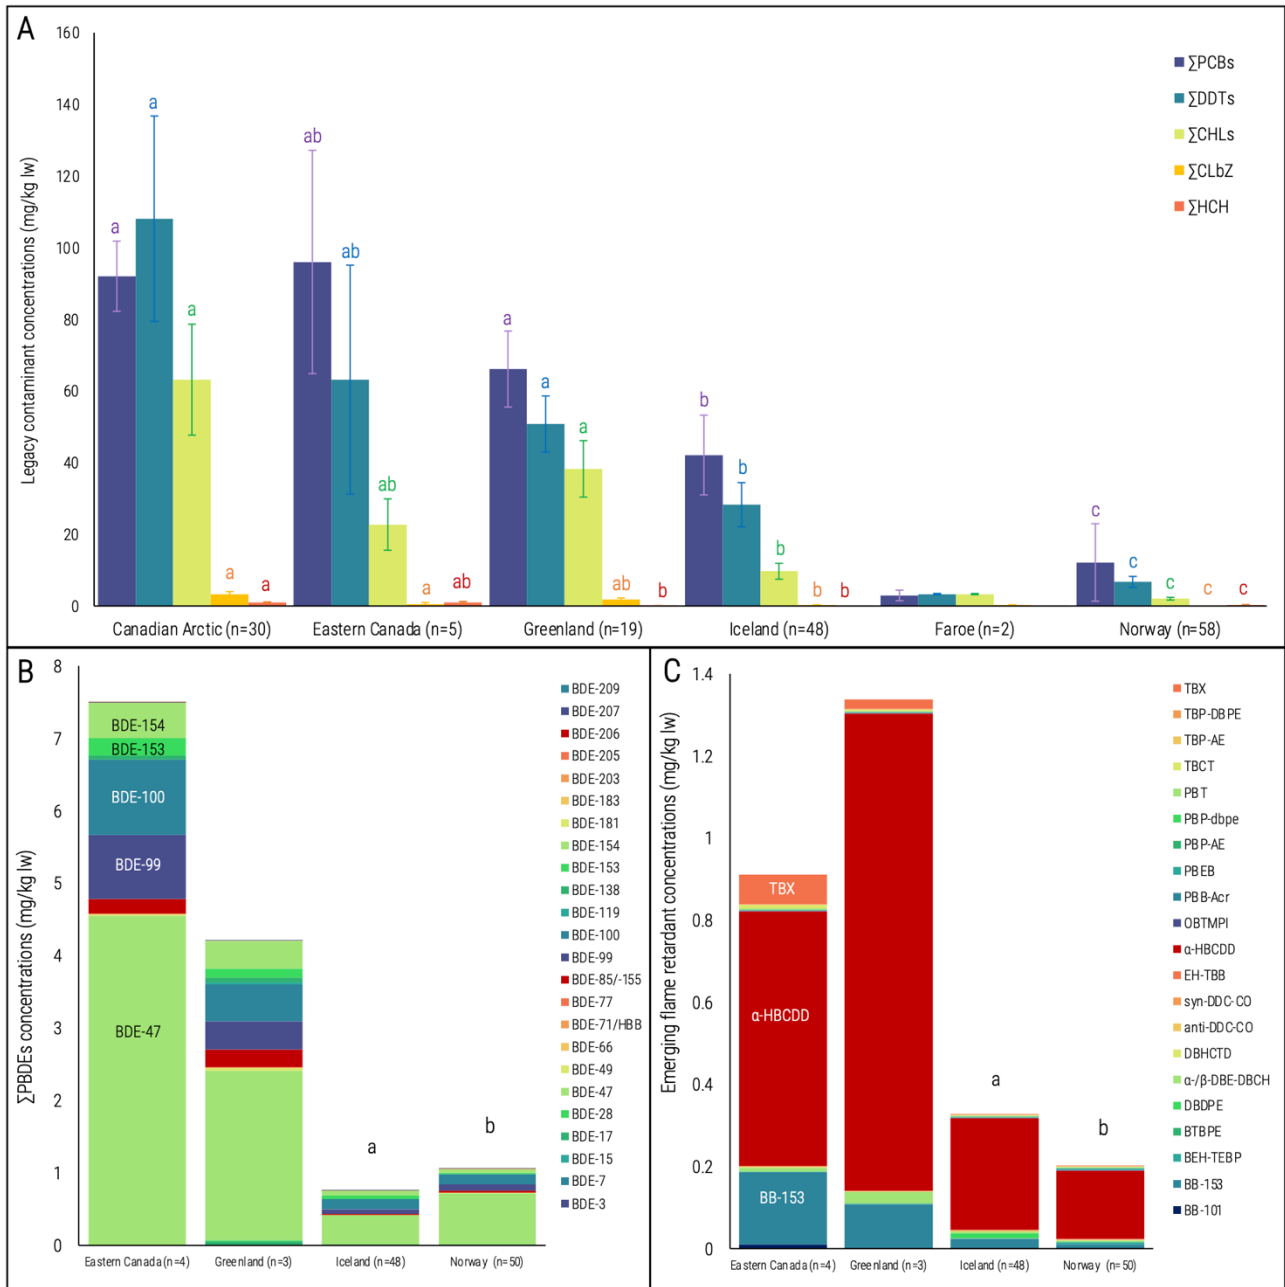 A
160
140
120
100
80
60
40
20
0
Legacy contaminant concentrations (mg/kg lw)
∑PCBs
∑DDTs
∑CHLs
∑CLbZ
∑HCH
a a a a a
ab ab ab a ab
a a a ab b
b b b b b
c c c c c
Canadian Arctic (n=30) Eastern Canada (n=5) Greenland (n=19) Iceland (n=48) Faroe (n=2) Norway (n=58)
B
8
7
6
5
4
3
2
1
0
∑PBDEs concentrations (mg/kg lw)
BDE-154
BDE-153
BDE-100
BDE-99
BDE-47
a
b
Eastern Canada (n=4) Greenland (n=3) Iceland (n=48) Norway (n=50)
BDE-209
BDE-207
BDE-206
BDE-205
BDE-203
BDE-183
BDE-181
BDE-154
BDE-153
BDE-138
BDE-119
BDE-100
BDE-99
BDE-85/-155
BDE-77
BDE-71/HBB
BDE-66
BDE-49
BDE-47
BDE-28
BDE-17
BDE-15
BDE-7
BDE-3
C
1.4
1.2
1
0.8
0.6
0.4
0.2
0
Emerging flame retardant concentrations (mg/kg lw)
TBX
α-HBCDD
BB-153
a
b
Eastern Canada (n=4) Greenland (n=3) Iceland (n=48) Norway (n=50)
TBX
TBP-DBPE
TBP-AE
TBCT
PBT
PBP-dbpe
PBP-AE
PBEB
PBB-Acr
OBTMPI
α-HBCDD
EH-TBB
syn-DDC-CO
anti-DDC-CO
DBHCTD
α-/β-DBE-DBCH
DBDPE
BTBPE
BEH-TEBP
BB-153
BB-101